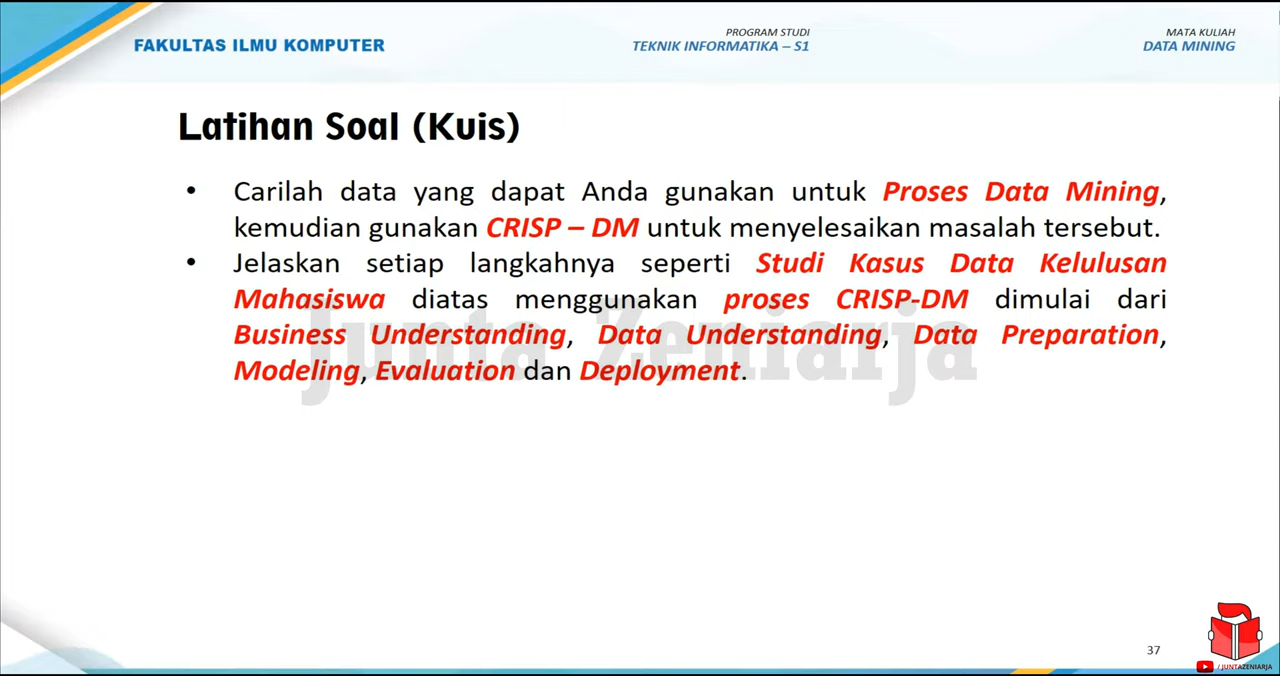 FAKULTAS ILMU KOMPUTER
PROGRAM STUDI
TEKNIK INFORMATIKA – S1
MATA KULIAH
DATA MINING
Latihan Soal (Kuis)
• Carilah data yang dapat Anda gunakan untuk Proses Data Mining,
kemudian gunakan CRISP – DM untuk menyelesaikan masalah tersebut.
• Jelaskan setiap langkahnya seperti Studi Kasus Data Kelulusan
Mahasiswa diatas menggunakan proses CRISP-DM dimulai dari
Business Understanding, Data Understanding, Data Preparation,
Modeling, Evaluation dan Deployment.
Junta Zeniarja
37
/ JUNTAZENIARJA